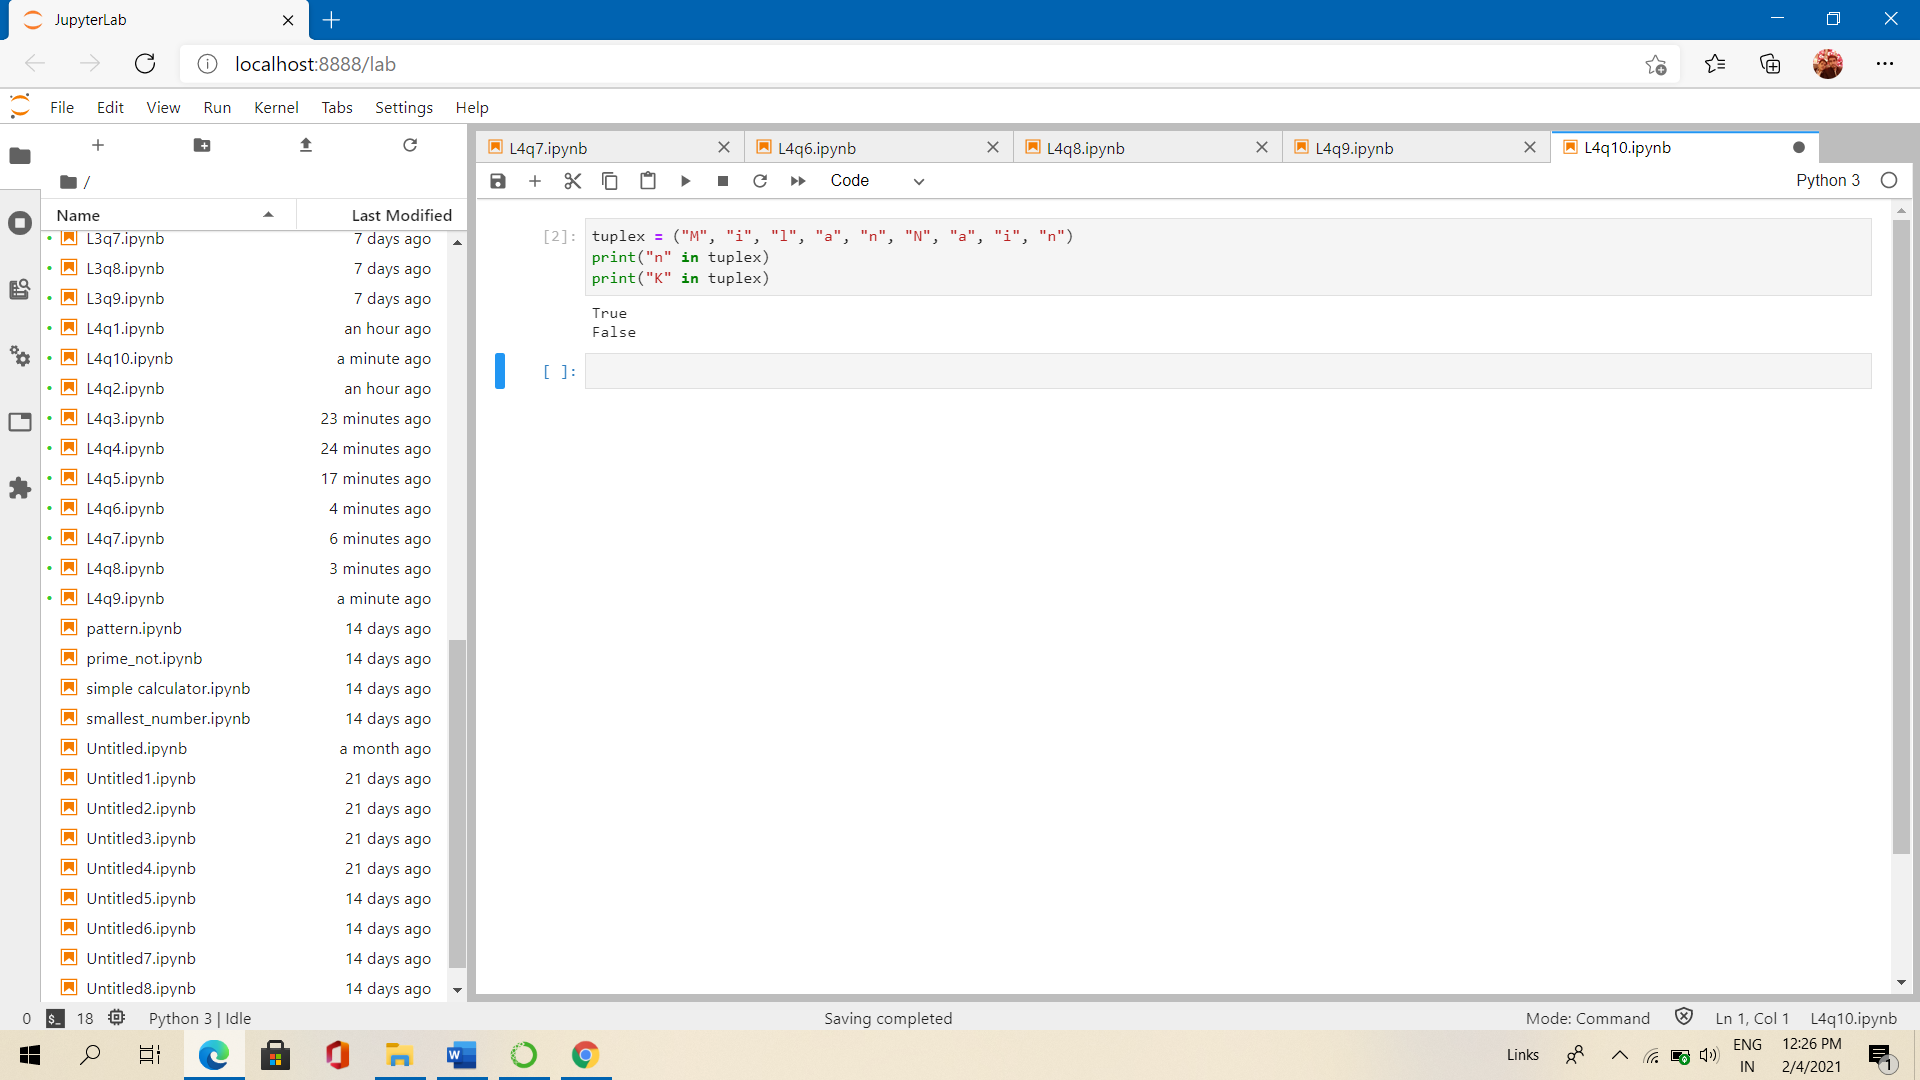 JupyterLab
localhost:8888/lab
File Edit View Run Kernel Tabs Settings Help
L4q7.ipynb L4q6.ipynb L4q8.ipynb L4q9.ipynb L4q10.ipynb
/
Code Python 3
Name Last Modified
L3q7.ipynb 7 days ago
L3q8.ipynb 7 days ago
L3q9.ipynb 7 days ago
L4q1.ipynb an hour ago
L4q10.ipynb a minute ago
L4q2.ipynb an hour ago
L4q3.ipynb 23 minutes ago
L4q4.ipynb 24 minutes ago
L4q5.ipynb 17 minutes ago
L4q6.ipynb 4 minutes ago
L4q7.ipynb 6 minutes ago
L4q8.ipynb 3 minutes ago
L4q9.ipynb a minute ago
pattern.ipynb 14 days ago
prime_not.ipynb 14 days ago
simple calculator.ipynb 14 days ago
smallest_number.ipynb 14 days ago
Untitled.ipynb a month ago
Untitled1.ipynb 21 days ago
Untitled2.ipynb 21 days ago
Untitled3.ipynb 21 days ago
Untitled4.ipynb 21 days ago
Untitled5.ipynb 14 days ago
Untitled6.ipynb 14 days ago
Untitled7.ipynb 14 days ago
Untitled8.ipynb 14 days ago
[2]: tuplex = ("M", "i", "l", "a", "n", "N", "a", "i", "n")
print("n" in tuplex)
print("K" in tuplex)
True
False
[ ]:
0 $_ 18 Python 3 | Idle Saving completed Mode: Command Ln 1, Col 1 L4q10.ipynb
Links ENG 12:26 PM
IN 2/4/2021 1